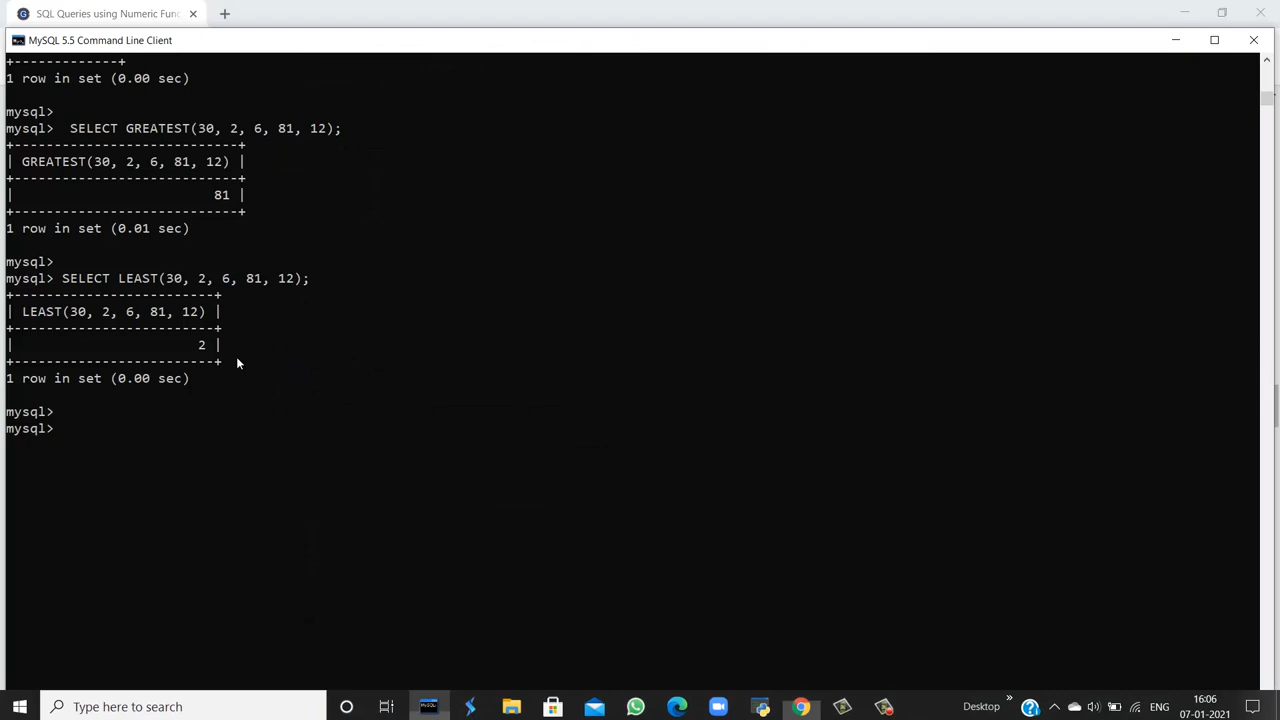 SQL Queries using Numeric Func
MySQL 5.5 Command Line Client
+-------------+
1 row in set (0.00 sec)
mysql>
mysql>  SELECT GREATEST(30, 2, 6, 81, 12);
+----------------------------+
| GREATEST(30, 2, 6, 81, 12) |
+----------------------------+
|                         81 |
+----------------------------+
1 row in set (0.01 sec)
mysql>
mysql> SELECT LEAST(30, 2, 6, 81, 12);
+-------------------------+
| LEAST(30, 2, 6, 81, 12) |
+-------------------------+
|                       2 |
+-------------------------+
1 row in set (0.00 sec)
mysql>
mysql>
Type here to search
Desktop
ENG
16:06
07-01-2021